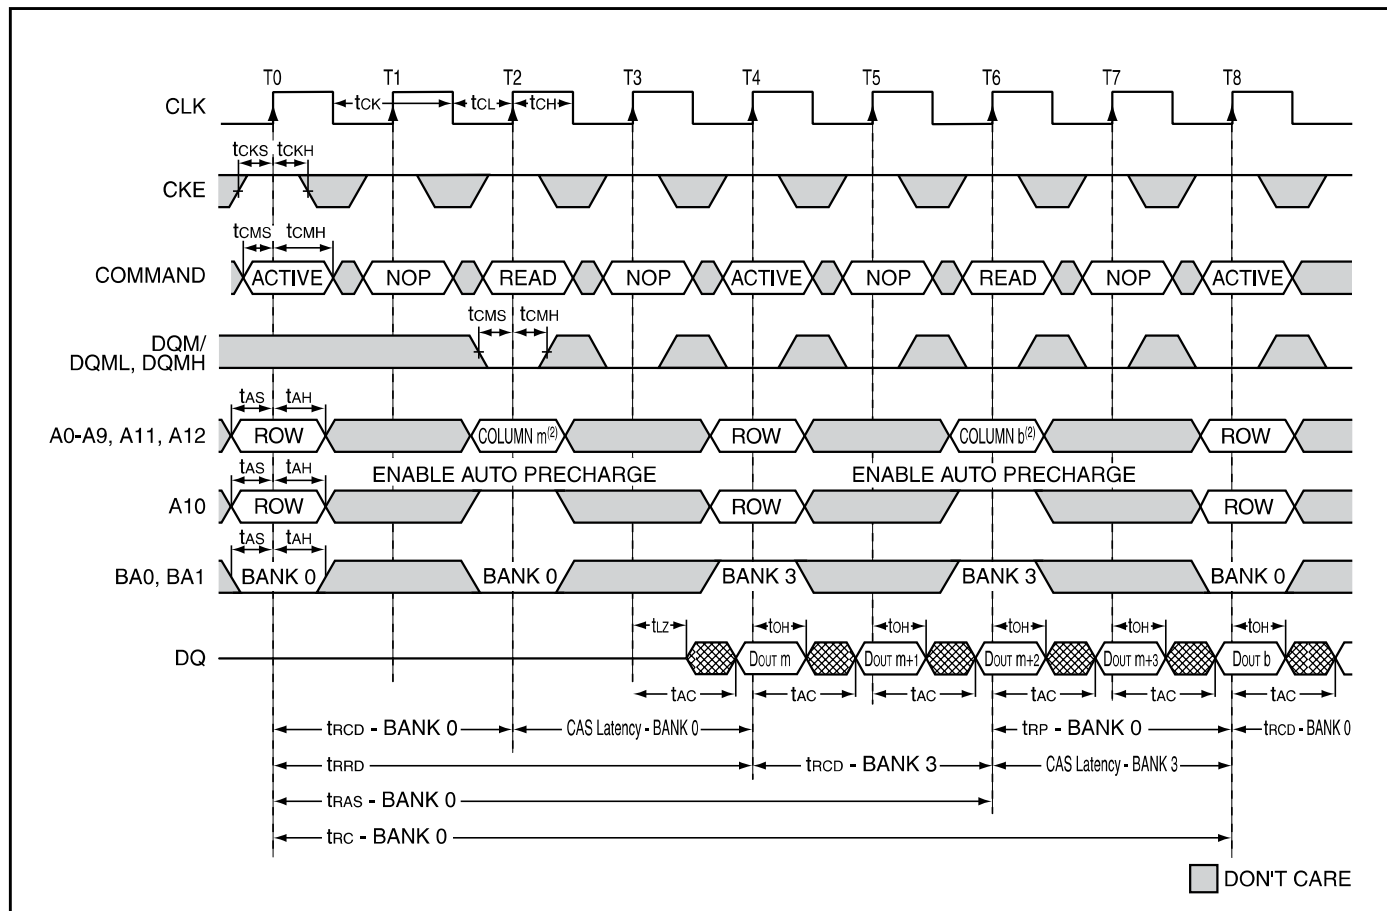 T0 T1 T2 T3 T4 T5 T6 T7 T8
CLK tCK tCL tCH
tCKS tCKH
CKE
tCMS tCMH
COMMAND ACTIVE NOP READ NOP ACTIVE NOP READ NOP ACTIVE
tCMS tCMH
DQM/
DQML, DQMH
tAS tAH
A0-A9, A11, A12 ROW COLUMN m(2) ROW COLUMN b(2) ROW
tAS tAH ENABLE AUTO PRECHARGE ENABLE AUTO PRECHARGE
A10 ROW ROW ROW
tAS tAH
BA0, BA1 BANK 0 BANK 0 BANK 3 BANK 3 BANK 0
tLZ tOH tOH tOH tOH tOH
DQ DOUT m DOUT m+1 DOUT m+2 DOUT m+3 DOUT b
tAC tAC tAC tAC tAC tAC
tRCD - BANK 0 CAS Latency - BANK 0 tRP - BANK 0 tRCD - BANK 0
tRRD tRCD - BANK 3 CAS Latency - BANK 3
tRAS - BANK 0
tRC - BANK 0
DON'T CARE